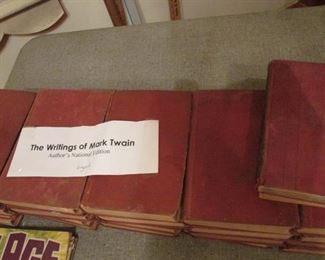 The Writings of Mark Twain
Author's National Edition